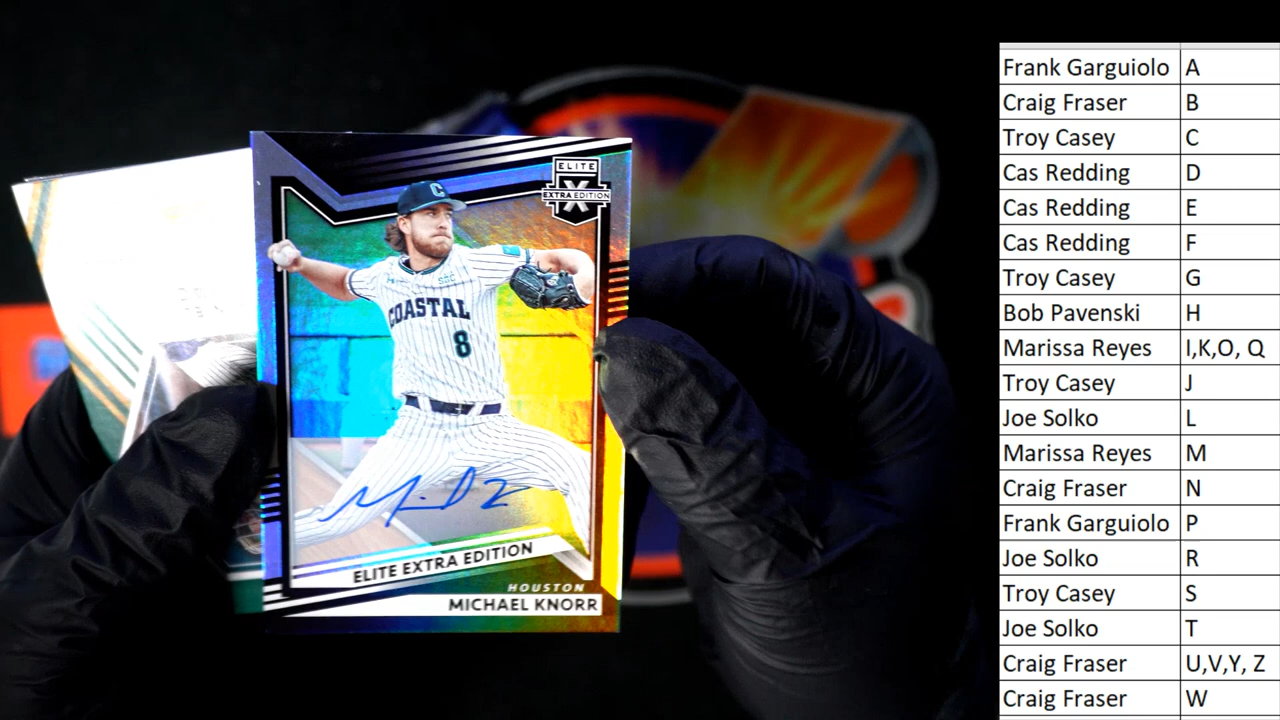 ELITE
X
EXTRA EDITION
C
COASTAL
8
ELITE EXTRA EDITION
HOUSTON
MICHAEL KNORR
Frank Garguiolo A
Craig Fraser B
Troy Casey C
Cas Redding D
Cas Redding E
Cas Redding F
Troy Casey G
Bob Pavenski H
Marissa Reyes I,K,O, Q
Troy Casey J
Joe Solko L
Marissa Reyes M
Craig Fraser N
Frank Garguiolo P
Joe Solko R
Troy Casey S
Joe Solko T
Craig Fraser U,V,Y, Z
Craig Fraser W